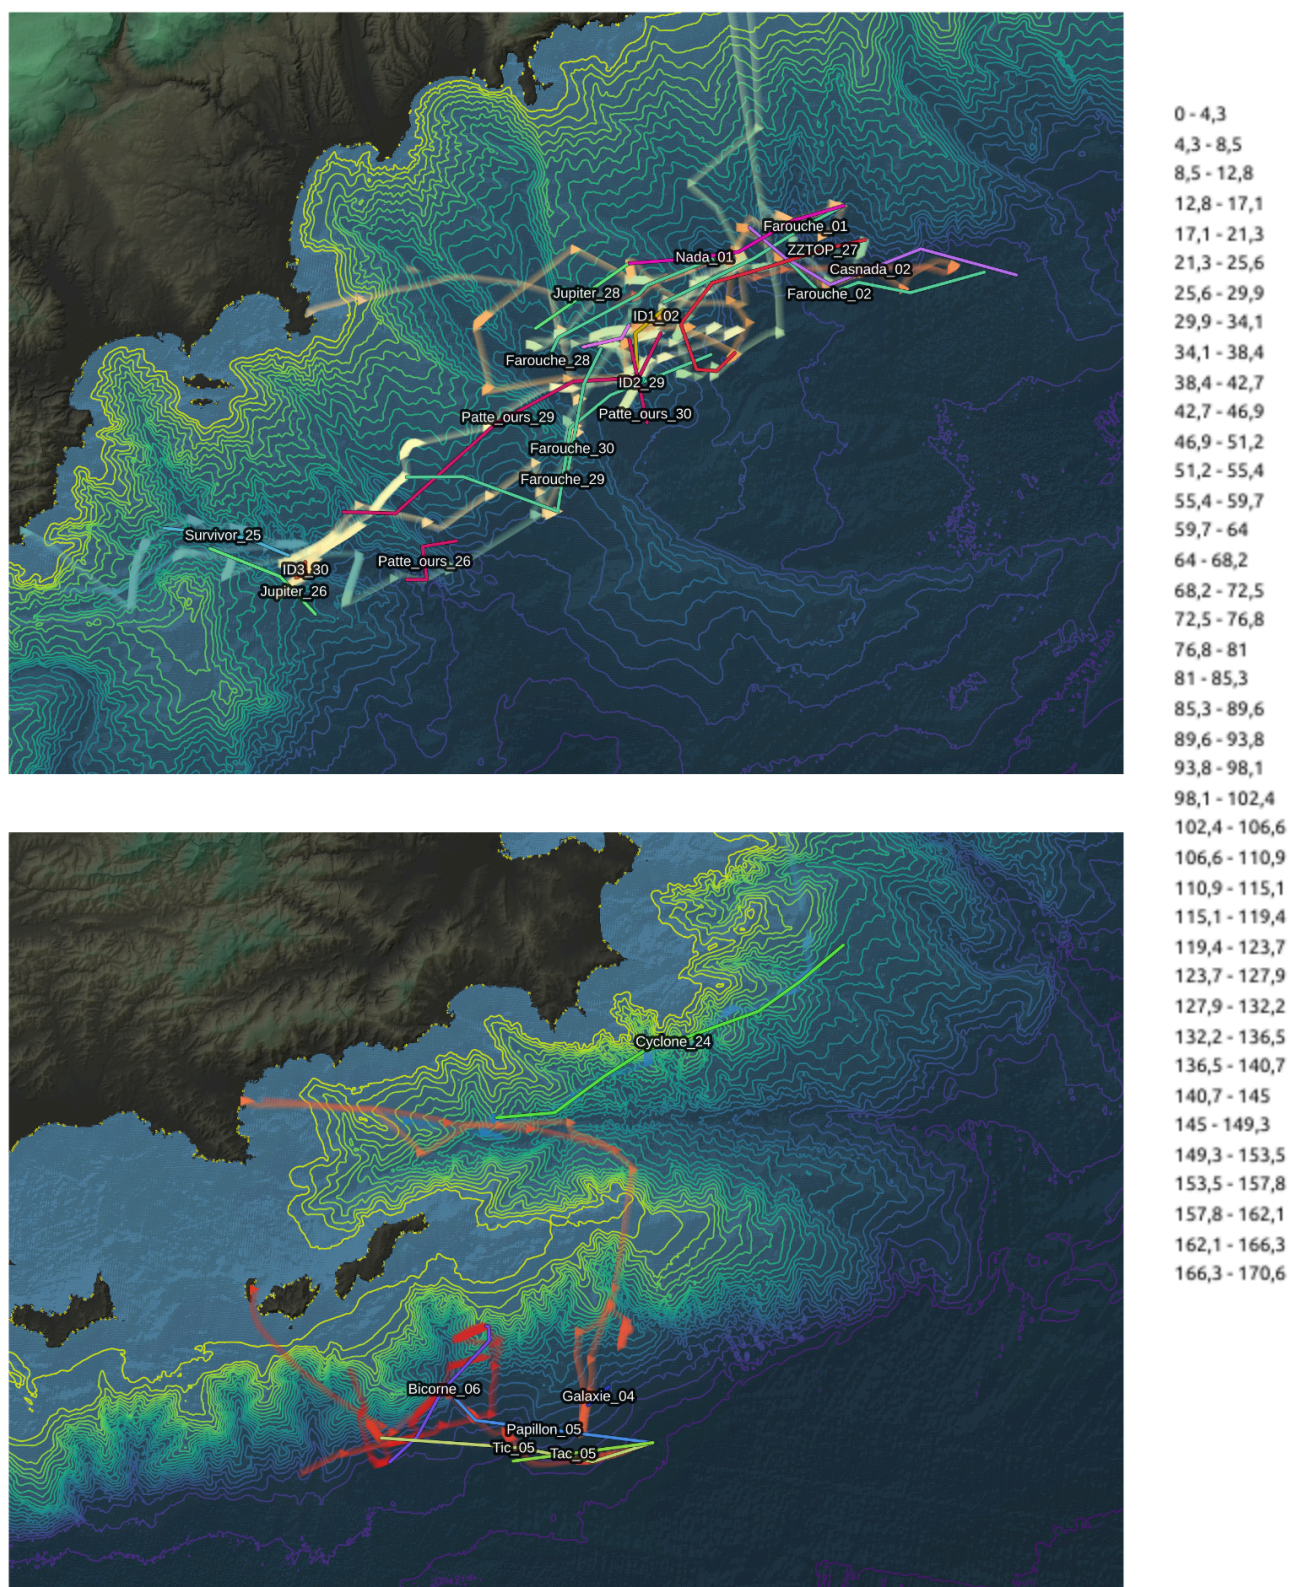 Farouche_01
ZZTOP_27
Nada_01
Casnada_02
Jupiter_28
Farouche_02
ID1_02
Farouche_28
ID2_29
Patte_ours_29
Patte_ours_30
Farouche_30
Farouche_29
Survivor_25
Patte_ours_26
ID3_30
Jupiter_26
Cyclone_24
Bicorne_06
Galaxie_04
Papillon_05
Tic_05
Tac_05
0 - 4,3
4,3 - 8,5
8,5 - 12,8
12,8 - 17,1
17,1 - 21,3
21,3 - 25,6
25,6 - 29,9
29,9 - 34,1
34,1 - 38,4
38,4 - 42,7
42,7 - 46,9
46,9 - 51,2
51,2 - 55,4
55,4 - 59,7
59,7 - 64
64 - 68,2
68,2 - 72,5
72,5 - 76,8
76,8 - 81
81 - 85,3
85,3 - 89,6
89,6 - 93,8
93,8 - 98,1
98,1 - 102,4
102,4 - 106,6
106,6 - 110,9
110,9 - 115,1
115,1 - 119,4
119,4 - 123,7
123,7 - 127,9
127,9 - 132,2
132,2 - 136,5
136,5 - 140,7
140,7 - 145
145 - 149,3
149,3 - 153,5
153,5 - 157,8
157,8 - 162,1
162,1 - 166,3
166,3 - 170,6